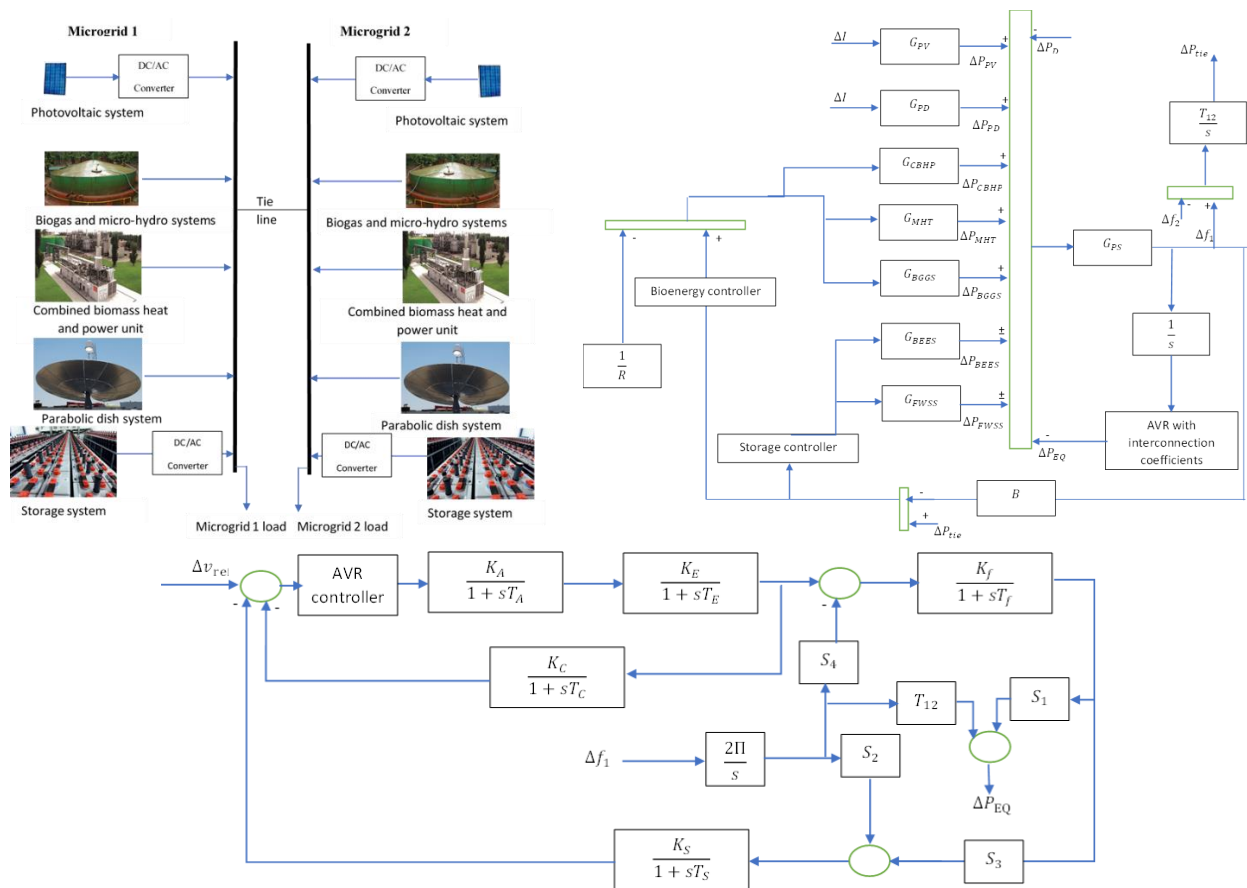 Microgrid 1
Microgrid 2
DC/AC
Converter
DC/AC
Converter
Photovoltaic system
Photovoltaic system
Biogas and micro-hydro systems
Biogas and micro-hydro systems
Tie
line
Combined biomass heat
and power unit
Combined biomass heat
and power unit
Parabolic dish system
Parabolic dish system
DC/AC
Converter
DC/AC
Converter
Storage system
Storage system
Microgrid 1 load
Microgrid 2 load
ΔI
G_PV
+
ΔP_PV
-
ΔP_D
ΔI
G_PD
+
ΔP_PD
G_CBHP
+
ΔP_CBHP
G_MHT
+
ΔP_MHT
G_BGGS
+
ΔP_BGGS
G_BEES
±
ΔP_BEES
G_FWSS
±
ΔP_FWSS
-
+
Bioenergy controller
1/R
Storage controller
ΔP_tie
T_12/s
-
+
Δf_2
Δf_1
G_PS
1/s
AVR with
interconnection
coefficients
-
ΔP_EQ
B
-
+
ΔP_tie
Δv_re
-
-
AVR
controller
K_A/(1 + sT_A)
K_E/(1 + sT_E)
-
K_f/(1 + sT_f)
K_C/(1 + sT_C)
S_4
T_12
S_1
Δf_1
2Π/s
S_2
ΔP_EQ
K_S/(1 + sT_S)
S_3